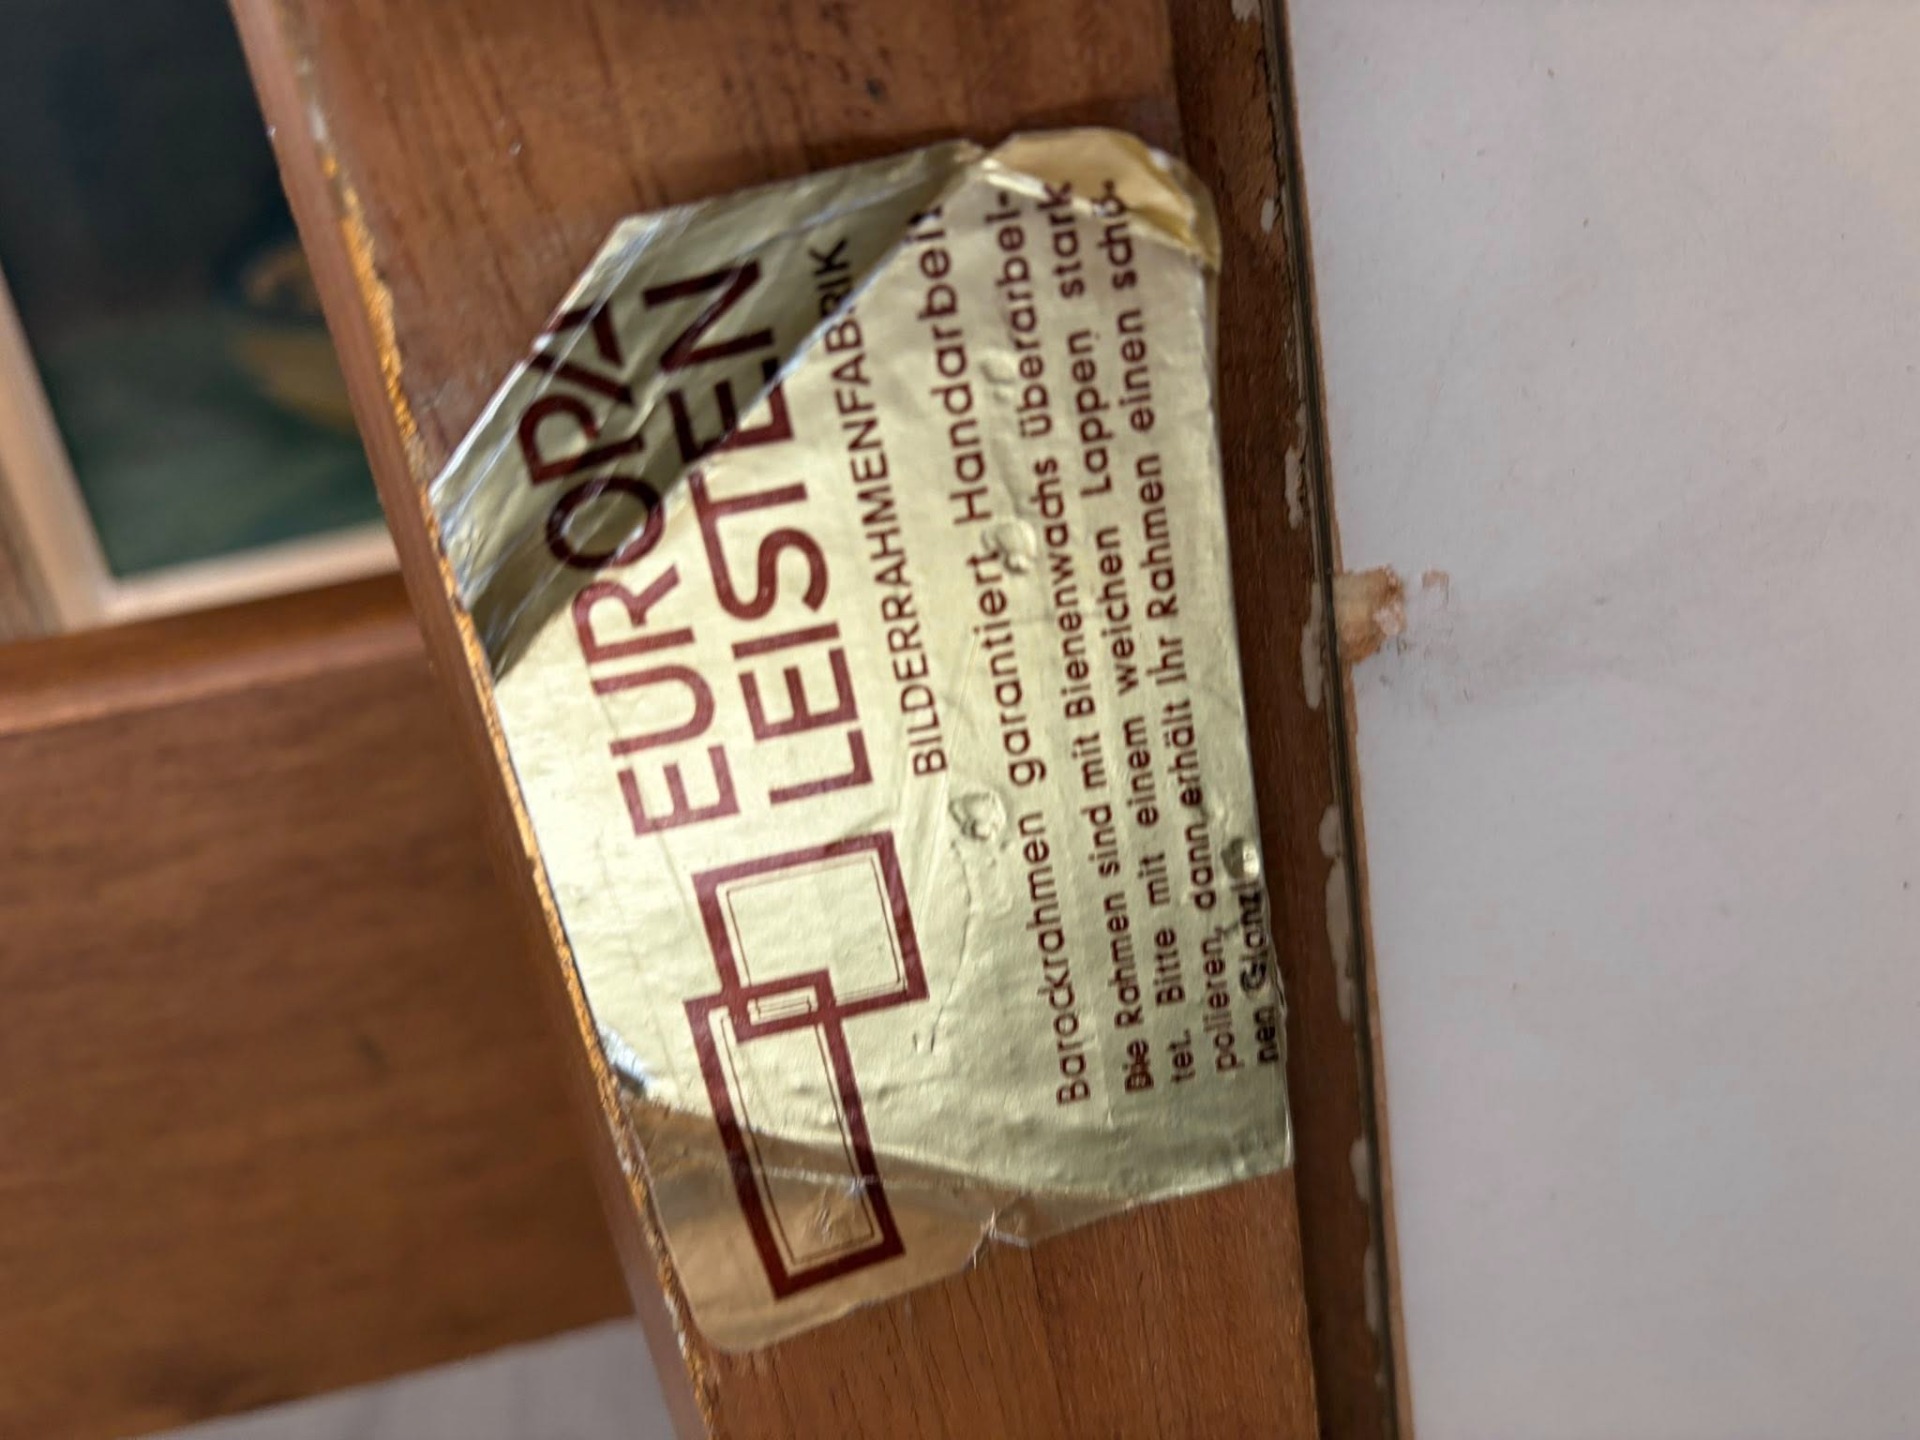 EUROPA
LEISTEN
BILDERRAHMENFABRIK
Barockrahmen garantiert Handarbeit
Die Rahmen sind mit Bienenwachs überarbei-
tet. Bitte mit einem weichen Lappen stark
polieren, dann erhält Ihr Rahmen einen schö-
nen Glanz!